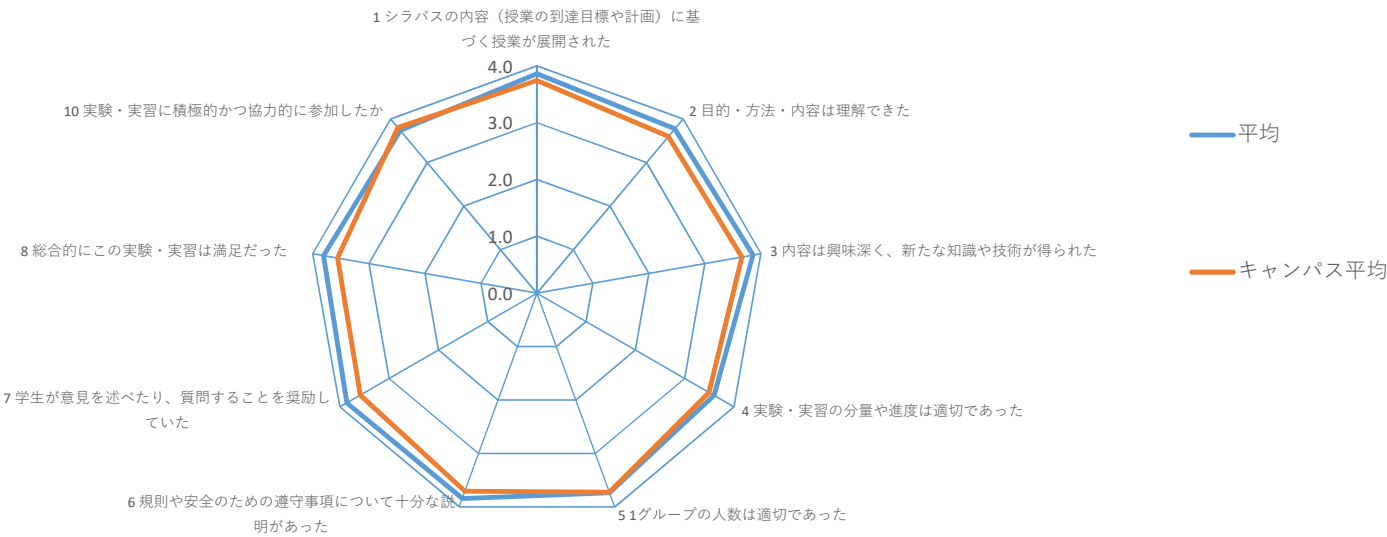 1 シラバスの内容（授業の到達目標や計画）に基
づく授業が展開された
4.0
3.0
2.0
1.0
0.0
2 目的・方法・内容は理解できた
3 内容は興味深く、新たな知識や技術が得られた
4 実験・実習の分量や進度は適切であった
5 1グループの人数は適切であった
6 規則や安全のための遵守事項について十分な説
明があった
7 学生が意見を述べたり、質問することを奨励し
ていた
8 総合的にこの実験・実習は満足だった
10 実験・実習に積極的かつ協力的に参加したか
平均
キャンパス平均